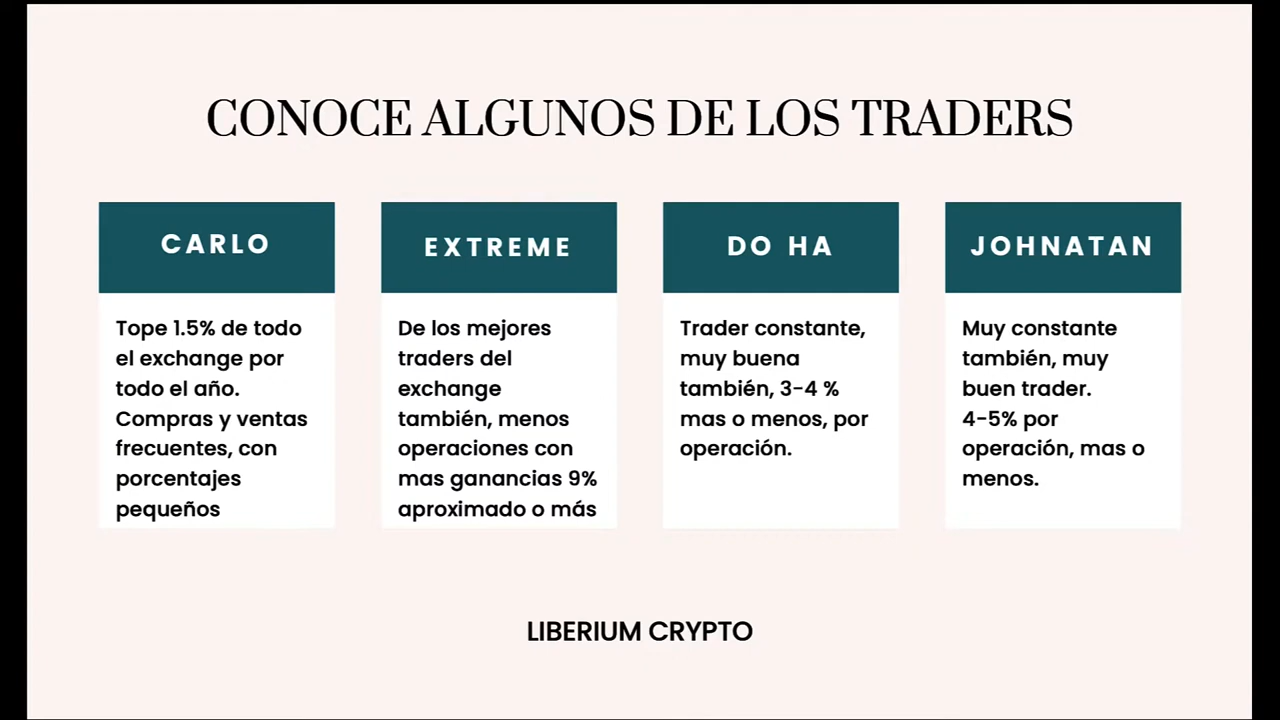 CONOCE ALGUNOS DE LOS TRADERS
CARLO
Tope 1.5% de todo
el exchange por
todo el año.
Compras y ventas
frecuentes, con
porcentajes
pequeños
EXTREME
De los mejores
traders del
exchange
también, menos
operaciones con
mas ganancias 9%
aproximado o más
DO HA
Trader constante,
muy buena
también, 3-4 %
mas o menos, por
operación.
JOHNATAN
Muy constante
también, muy
buen trader.
4-5% por
operación, mas o
menos.
LIBERIUM CRYPTO